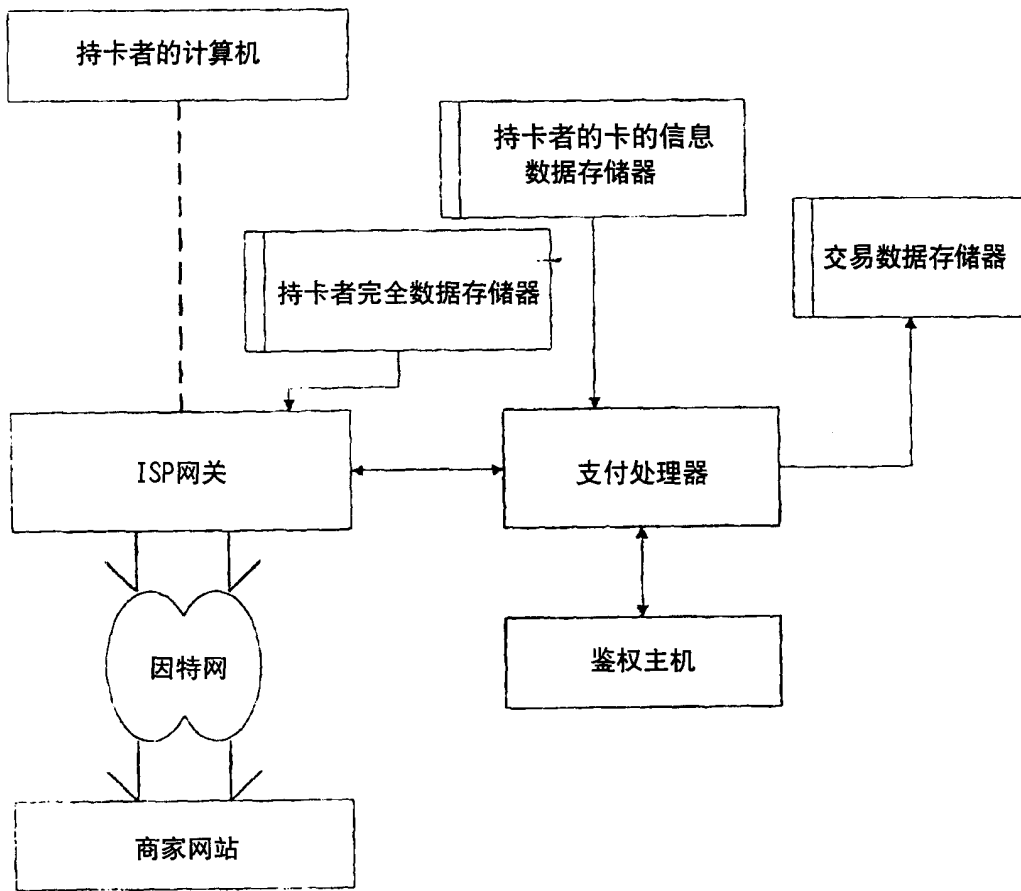 持卡者的计算机
持卡者的卡的信息
数据存储器
交易数据存储器
持卡者完全数据存储器
ISP网关
支付处理器
因特网
鉴权主机
商家网站